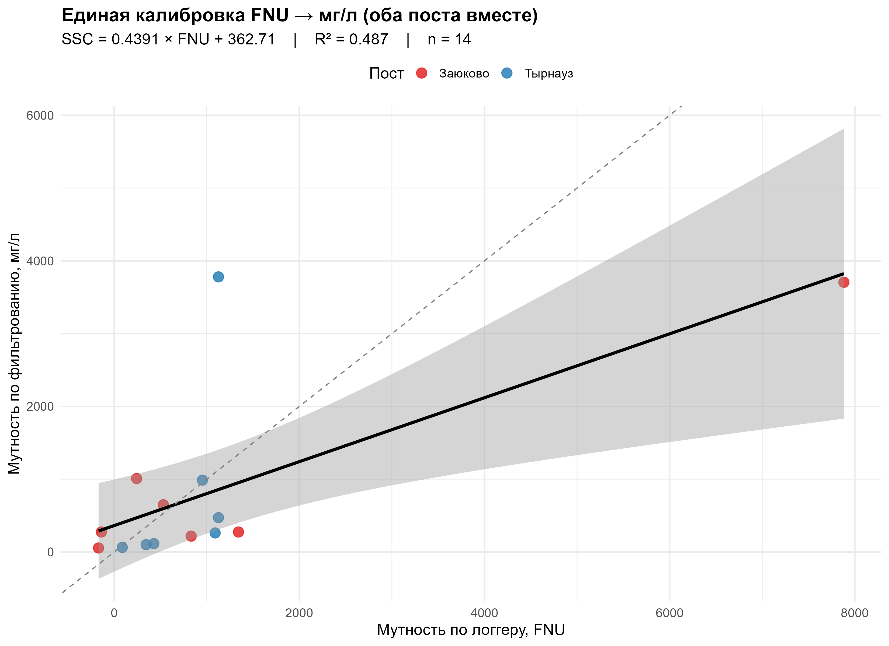 Единая калибровка FNU → мг/л (оба поста вместе)
SSC = 0.4391 × FNU + 362.71 | R² = 0.487 | n = 14
Пост Заюково Тырнауз
6000
4000
2000
0
Мутность по фильтрованию, мг/л
0 2000 4000 6000 8000
Мутность по логгеру, FNU